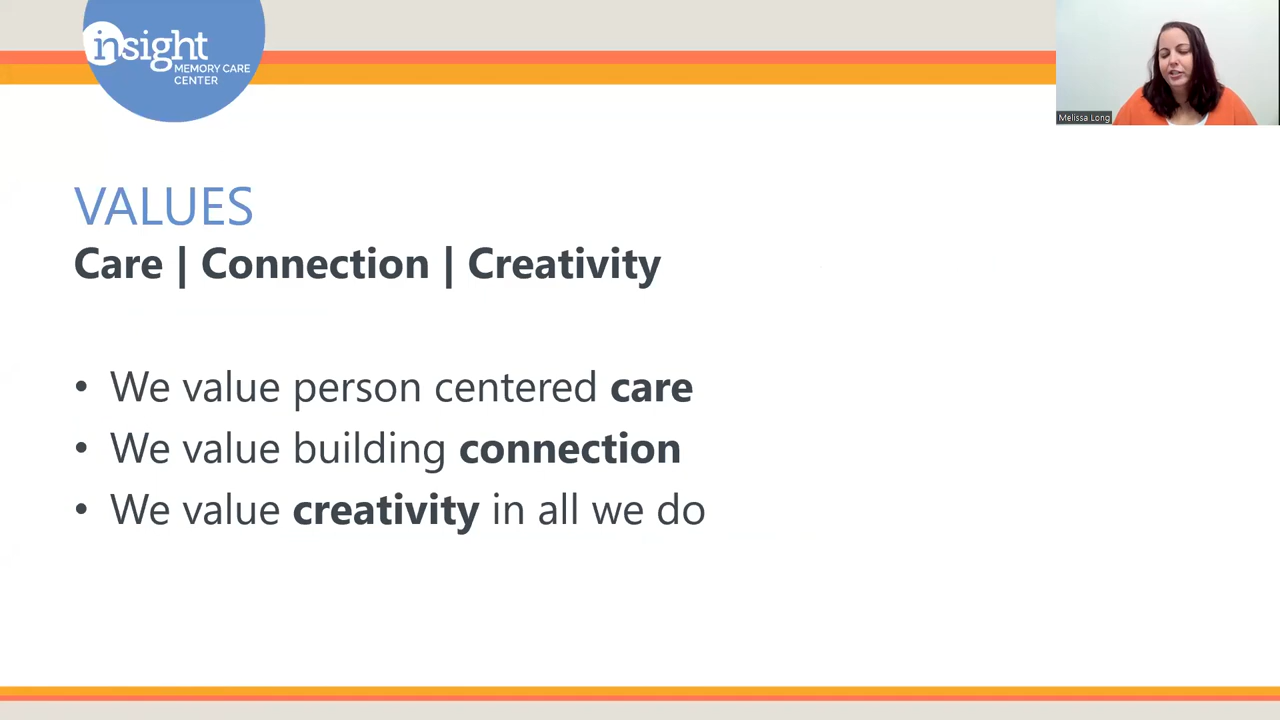 insight
MEMORY CARE
CENTER
Melissa Long
VALUES
Care | Connection | Creativity
• We value person centered care
• We value building connection
• We value creativity in all we do